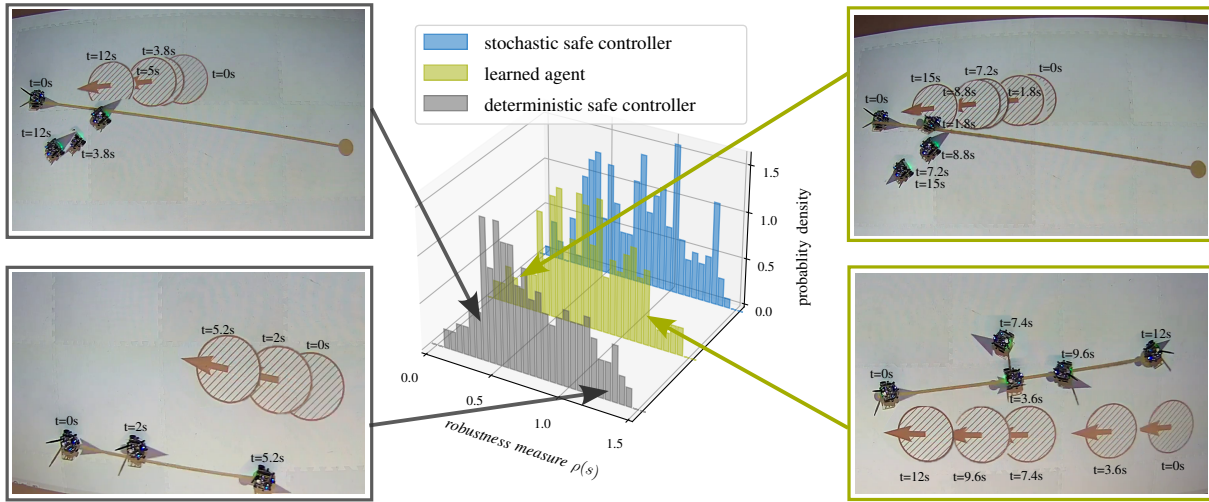 t=12s
t=3.8s
t=5s
t=0s
t=0s
t=12s
t=3.8s
stochastic safe controller
learned agent
deterministic safe controller
t=15s
t=7.2s
t=0s
t=8.8s
t=1.8s
t=0s
t=1.8s
t=8.8s
t=7.2s
t=15s
1.5
1.0
0.5
0.0
probablity density
0.0
0.5
1.0
1.5
robustness measure ρ(s)
t=5.2s
t=2s
t=0s
t=0s
t=2s
t=5.2s
t=7.4s
t=12s
t=9.6s
t=0s
t=3.6s
t=12s
t=9.6s
t=7.4s
t=3.6s
t=0s